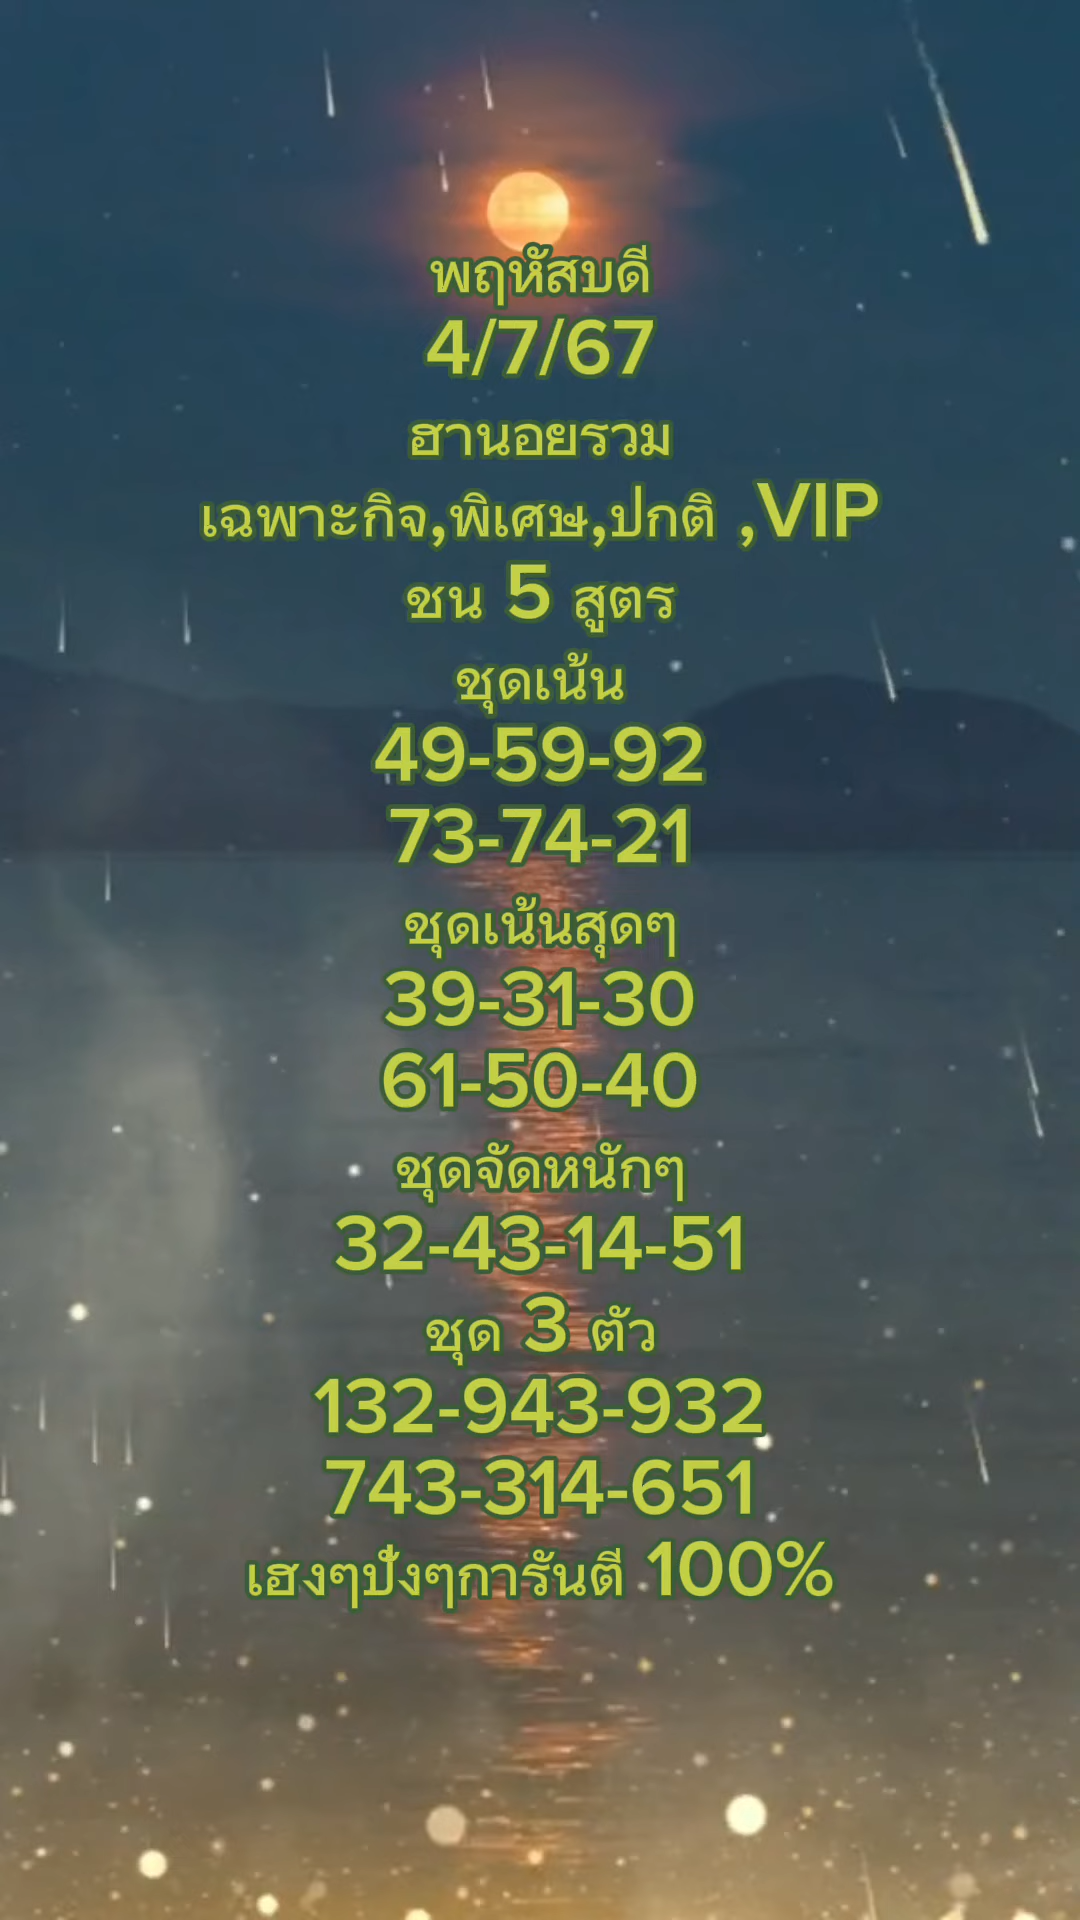 พฤหัสบดี
4/7/67
ฮานอยรวม
เฉพาะกิจ,พิเศษ,ปกติ ,VIP
ชน 5 สูตร
ชุดเน้น
49-59-92
73-74-21
ชุดเน้นสุดๆ
39-31-30
61-50-40
ชุดจัดหนักๆ
32-43-14-51
ชุด 3 ตัว
132-943-932
743-314-651
เฮงๆปังๆการันตี 100%